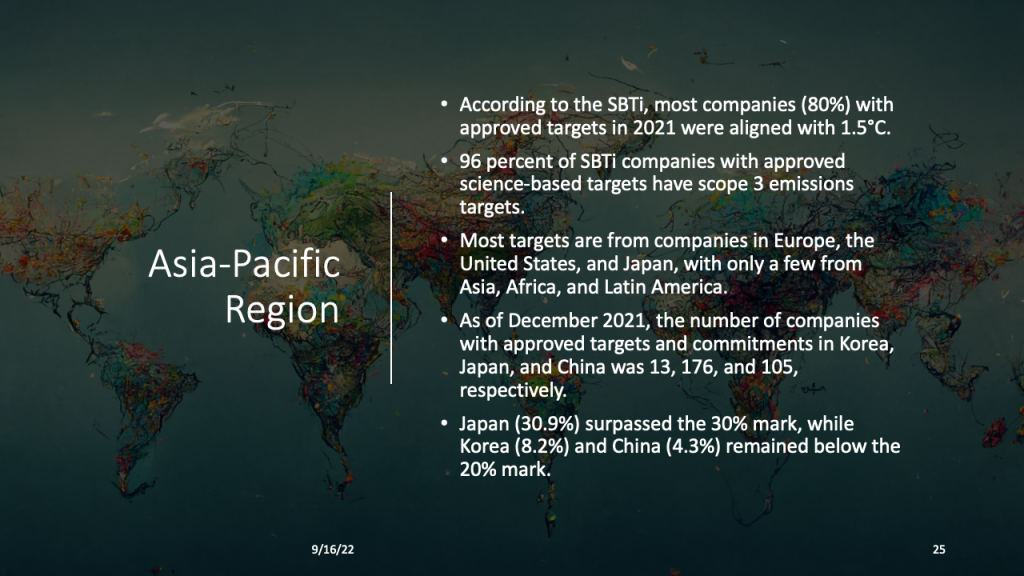 Asia-Pacific
Region
• According to the SBTi, most companies (80%) with
approved targets in 2021 were aligned with 1.5°C.
• 96 percent of SBTi companies with approved
science-based targets have scope 3 emissions
targets.
• Most targets are from companies in Europe, the
United States, and Japan, with only a few from
Asia, Africa, and Latin America.
• As of December 2021, the number of companies
with approved targets and commitments in Korea,
Japan, and China was 13, 176, and 105,
respectively.
• Japan (30.9%) surpassed the 30% mark, while
Korea (8.2%) and China (4.3%) remained below the
20% mark.
9/16/22
25